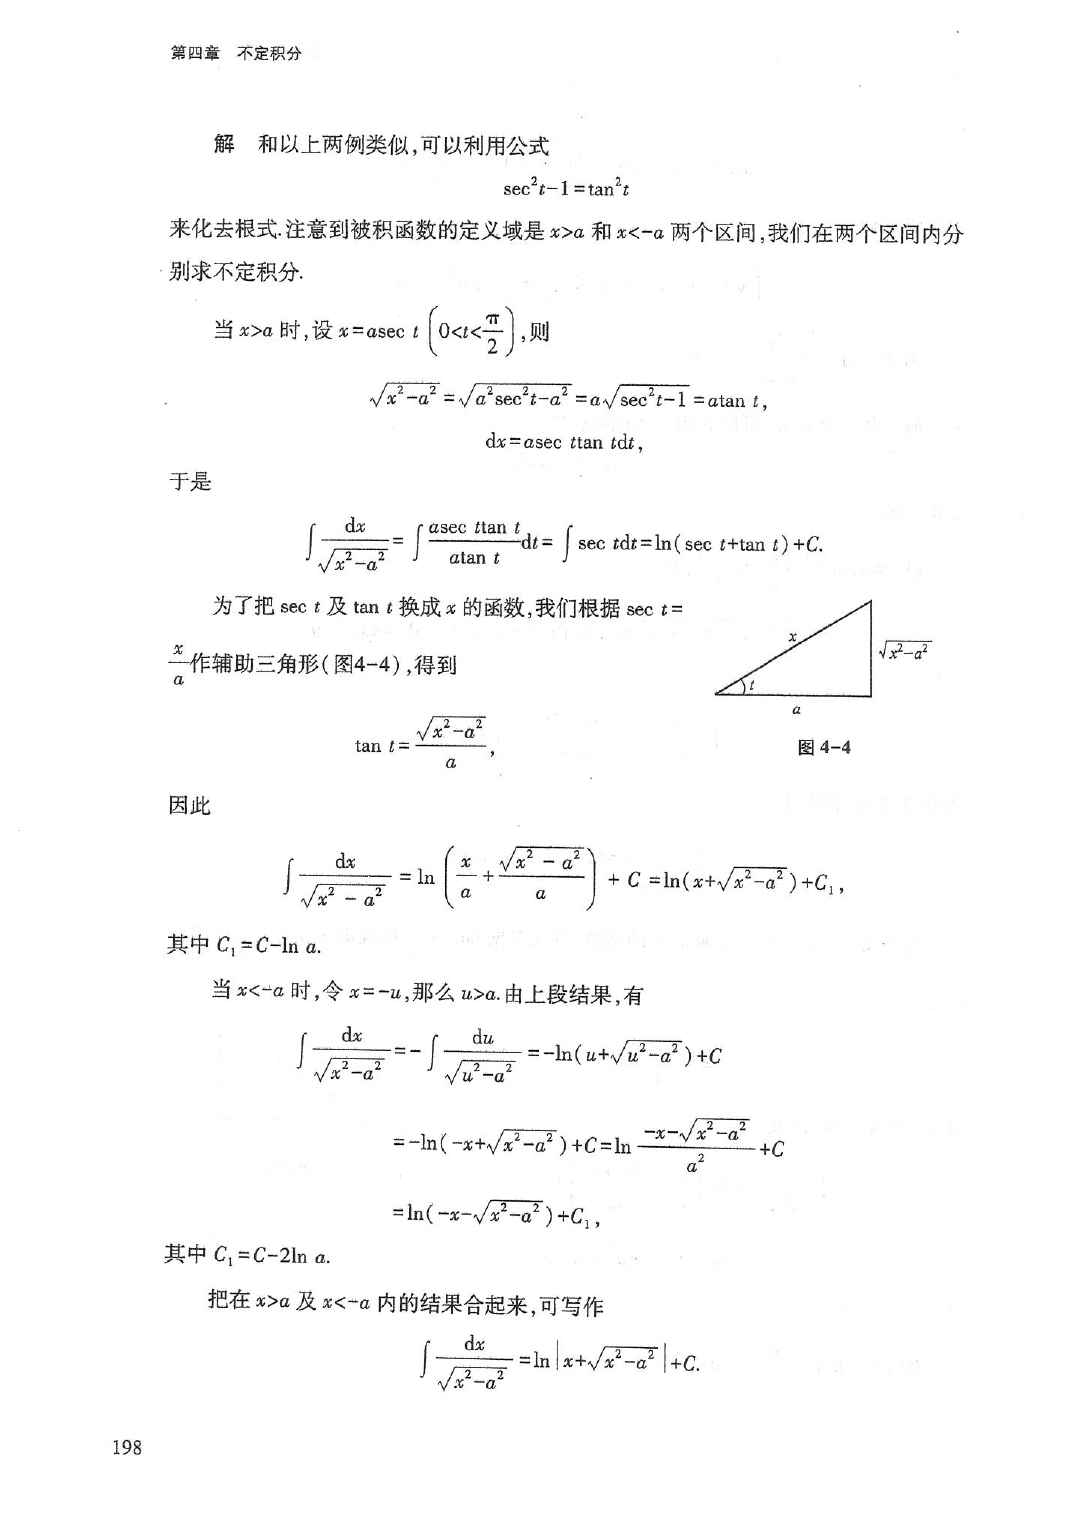 第四章 不定积分
解 和以上两例类似,可以利用公式
sec²t-1=tan²t
来化去根式.注意到被积函数的定义域是 x>a 和 x<-a 两个区间,我们在两个区间内分
别求不定积分.
当 x>a 时,设 x=asec t (0<t<π/2),则
√(x²-a²)=√(a²sec²t-a²)=a√(sec²t-1)=atan t,
dx=asec ttan tdt,
于是
∫dx/√(x²-a²)=∫(asec ttan t)/(atan t)dt=∫sec tdt=ln(sec t+tan t)+C.
为了把 sec t 及 tan t 换成 x 的函数,我们根据 sec t=
x/a作辅助三角形(图4-4),得到
x
√(x²-a²)
t
a
图 4-4
tan t=√(x²-a²)/a,
因此
∫dx/√(x²-a²)=ln(x/a+√(x²-a²)/a)+C=ln(x+√(x²-a²))+C₁,
其中 C₁=C-ln a.
当 x<-a 时,令 x=-u,那么 u>a.由上段结果,有
∫dx/√(x²-a²)=-∫du/√(u²-a²)=-ln(u+√(u²-a²))+C
=-ln(-x+√(x²-a²))+C=ln (-x-√(x²-a²))/a²+C
=ln(-x-√(x²-a²))+C₁,
其中 C₁=C-2ln a.
把在 x>a 及 x<-a 内的结果合起来,可写作
∫dx/√(x²-a²)=ln|x+√(x²-a²)|+C.
198